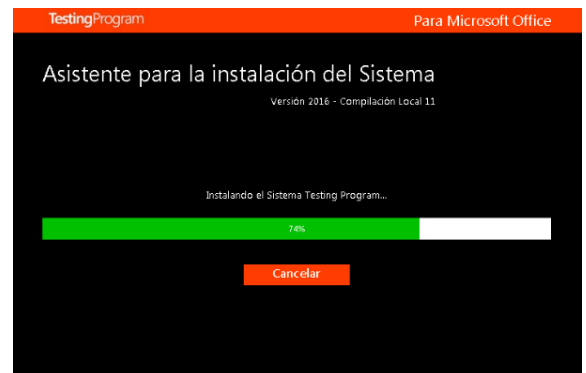 TestingProgram Para Microsoft Office
Asistente para la instalación del Sistema
Versión 2016 - Compilación Local 11
Instalando el Sistema Testing Program...
74%
Cancelar